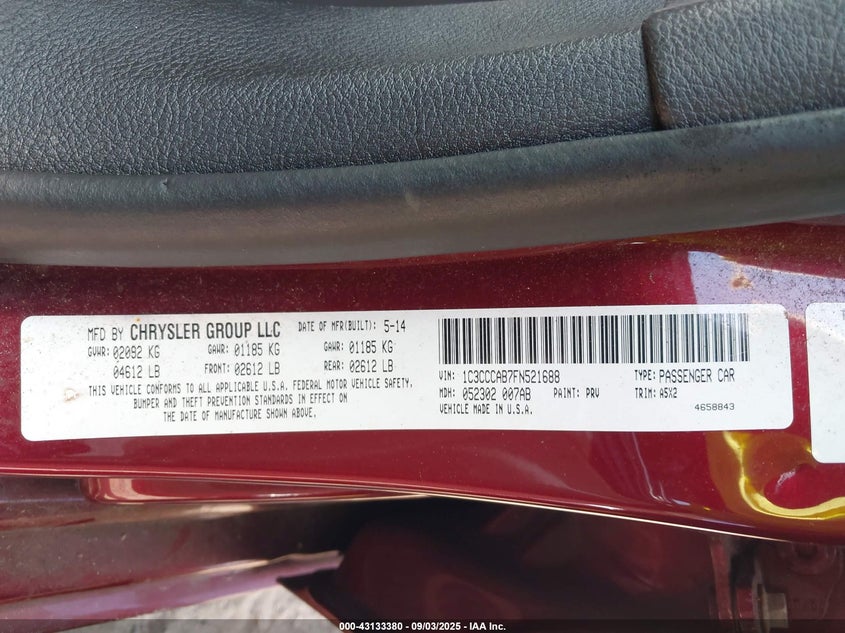 MFD BY CHRYSLER GROUP LLC DATE OF MFR(BUILT): 5-14
GVWR: 02092 KG GAWR: 01185 KG GAWR: 01185 KG
04612 LB FRONT: 02612 LB REAR: 02612 LB
THIS VEHICLE CONFORMS TO ALL APPLICABLE U.S.A. FEDERAL MOTOR VEHICLE SAFETY,
BUMPER AND THEFT PREVENTION STANDARDS IN EFFECT ON
THE DATE OF MANUFACTURE SHOWN ABOVE.
VIN: 1C3CCCAB7FN521688 TYPE: PASSENGER CAR
MDH: 052302 007AB PAINT: PRV TRIM: A5X2
VEHICLE MADE IN U.S.A. 4658843
000-43133380 - 09/03/2025 - IAA Inc.